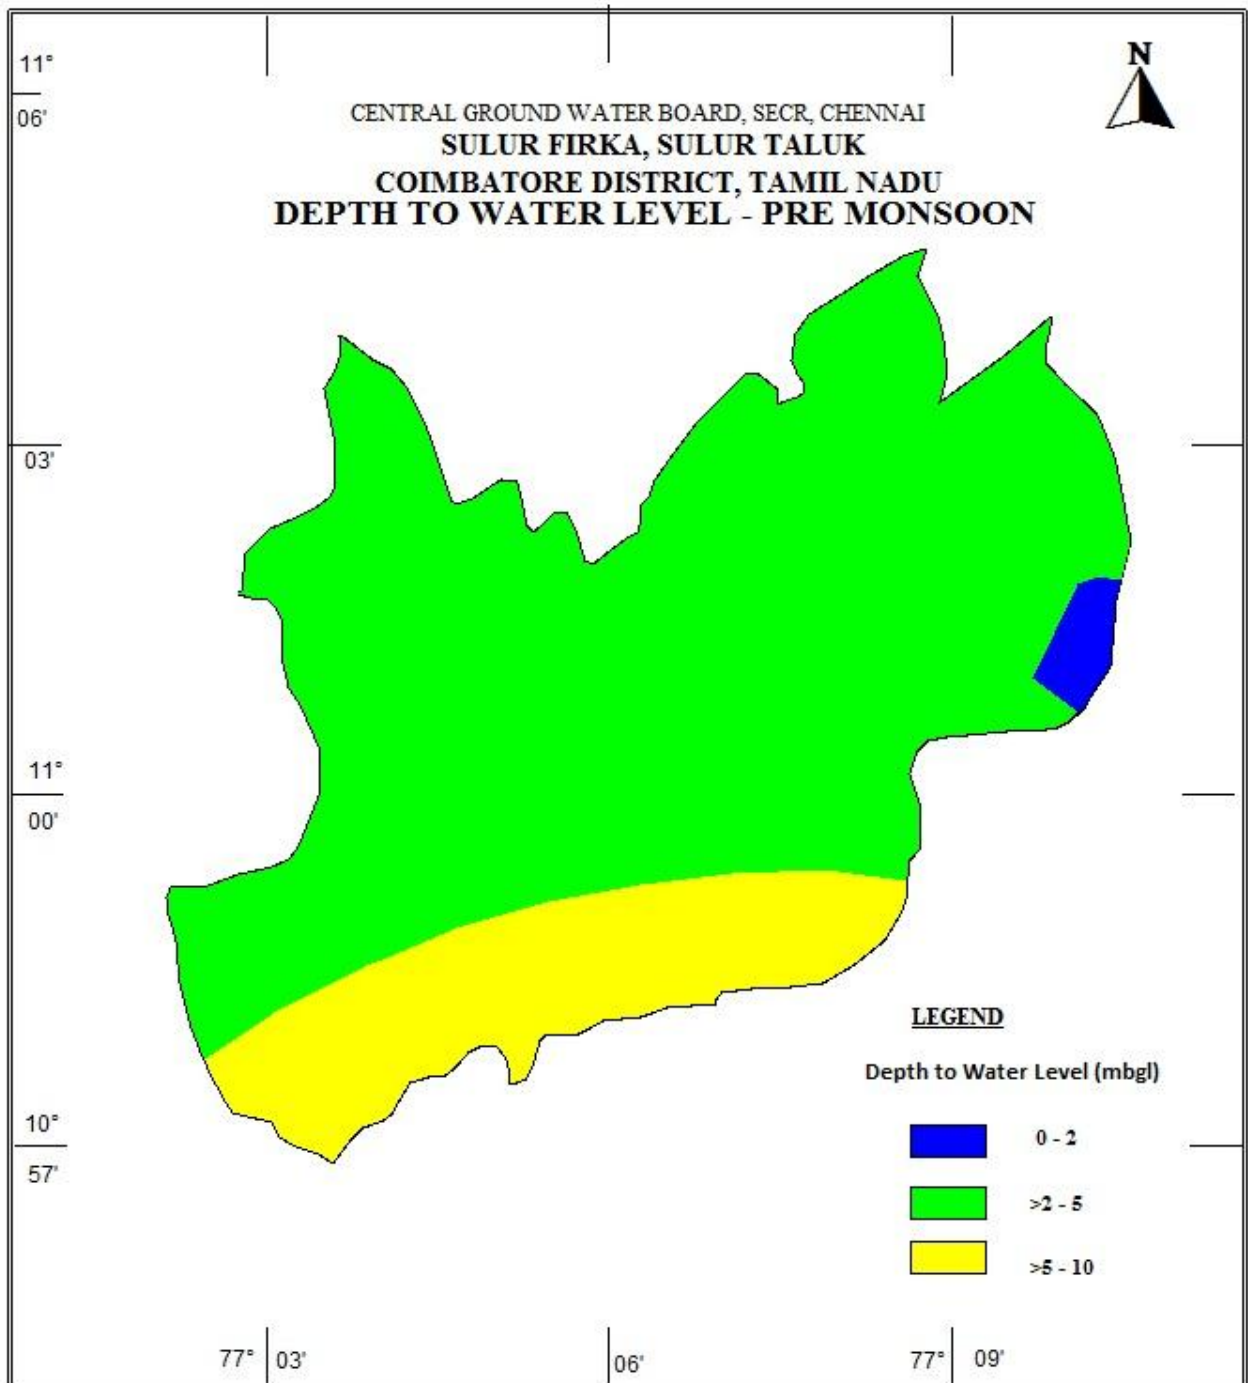 N
11°
06'
CENTRAL GROUND WATER BOARD, SECR, CHENNAI
SULUR FIRKA, SULUR TALUK
COIMBATORE DISTRICT, TAMIL NADU
DEPTH TO WATER LEVEL - PRE MONSOON
03'
11°
00'
LEGEND
Depth to Water Level (mbgl)
10°
57'
0 - 2
>2 - 5
>5 - 10
77° 03'
06'
77° 09'